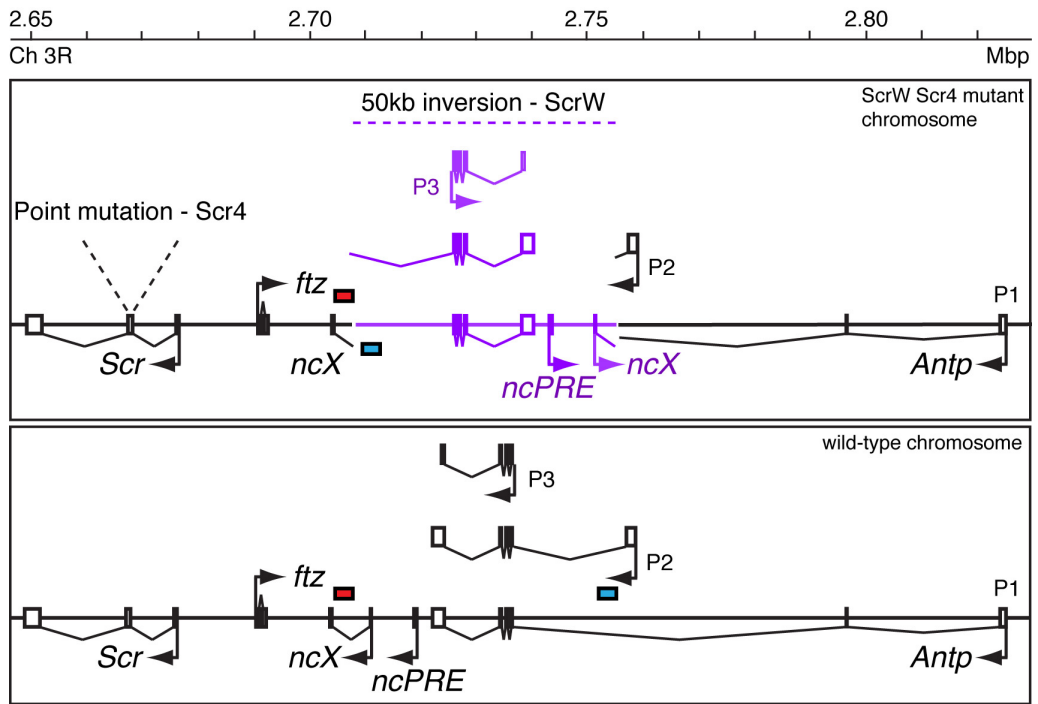 2.65 2.70 2.75 2.80
Ch 3R Mbp
50kb inversion - ScrW
ScrW Scr4 mutant
chromosome
P3
Point mutation - Scr4
P2
ftz
P1
Scr ncX ncX Antp
ncPRE
wild-type chromosome
P3
P2
ftz
P1
Scr ncX Antp
ncPRE